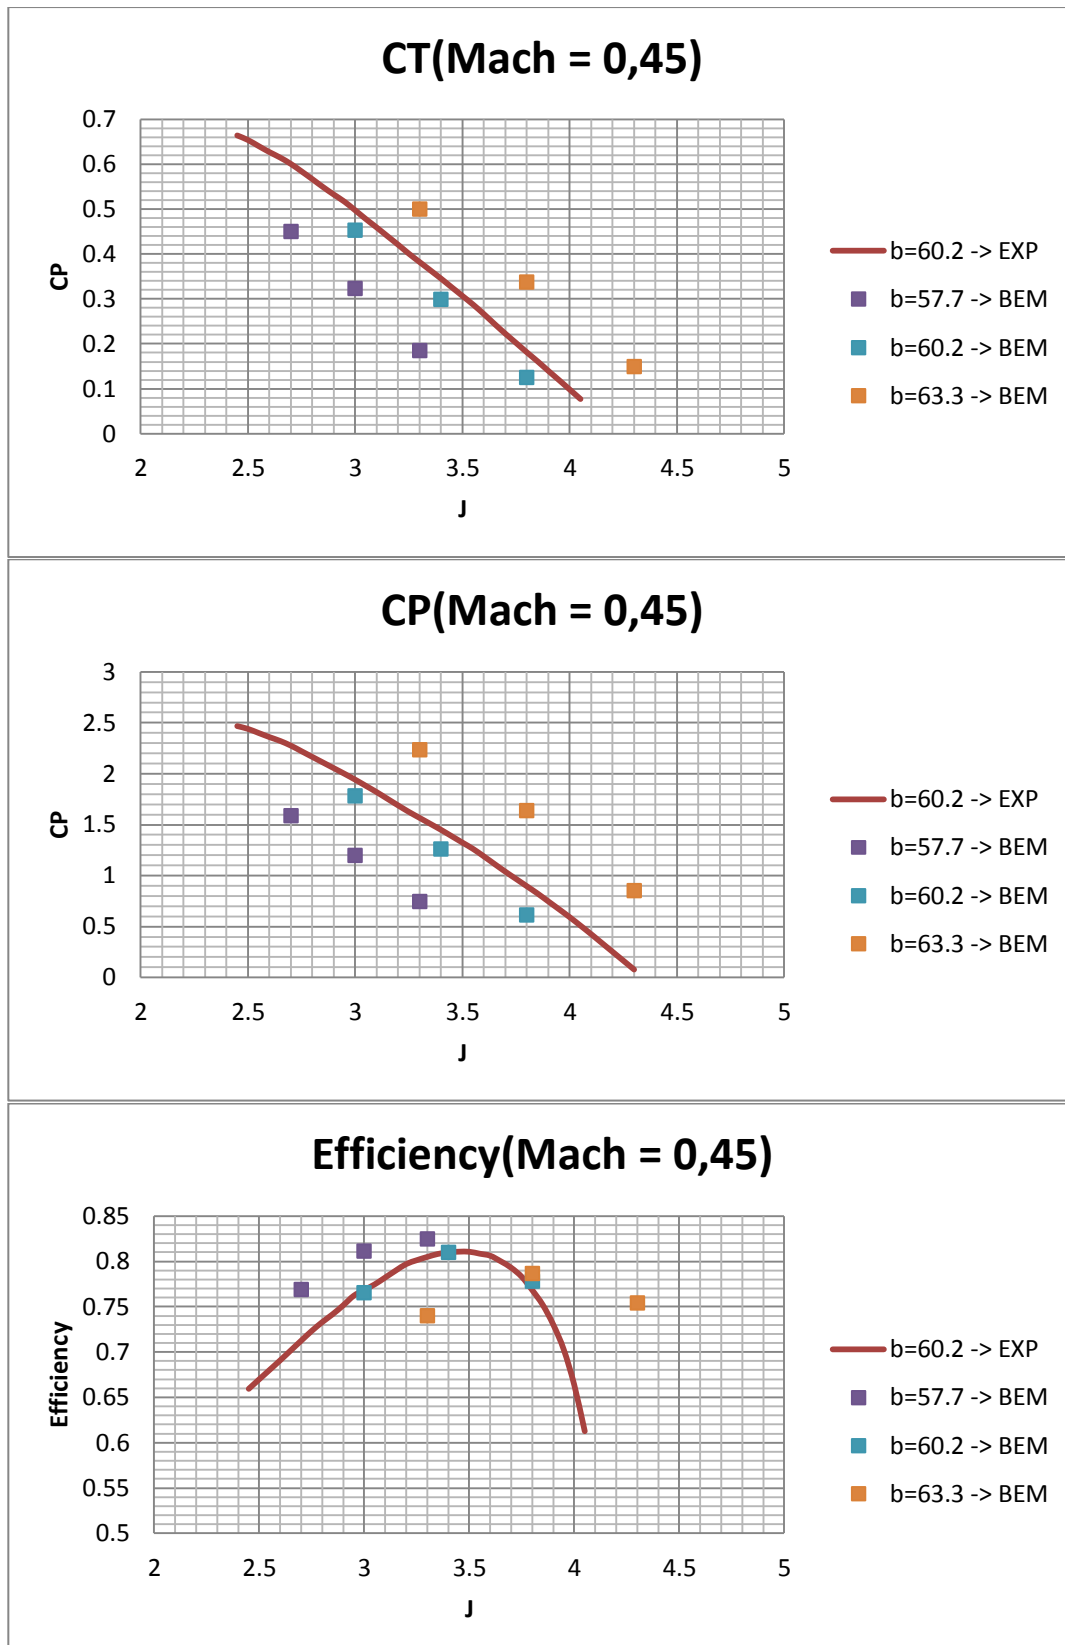 CT(Mach = 0,45)
0.7
0.6
0.5
0.4
0.3
0.2
0.1
0
CP
2 2.5 3 3.5 4 4.5 5
J
b=60.2 -> EXP
b=57.7 -> BEM
b=60.2 -> BEM
b=63.3 -> BEM
CP(Mach = 0,45)
3
2.5
2
1.5
1
0.5
0
CP
2 2.5 3 3.5 4 4.5 5
J
b=60.2 -> EXP
b=57.7 -> BEM
b=60.2 -> BEM
b=63.3 -> BEM
Efficiency(Mach = 0,45)
0.85
0.8
0.75
0.7
0.65
0.6
0.55
0.5
Efficiency
2 2.5 3 3.5 4 4.5 5
J
b=60.2 -> EXP
b=57.7 -> BEM
b=60.2 -> BEM
b=63.3 -> BEM